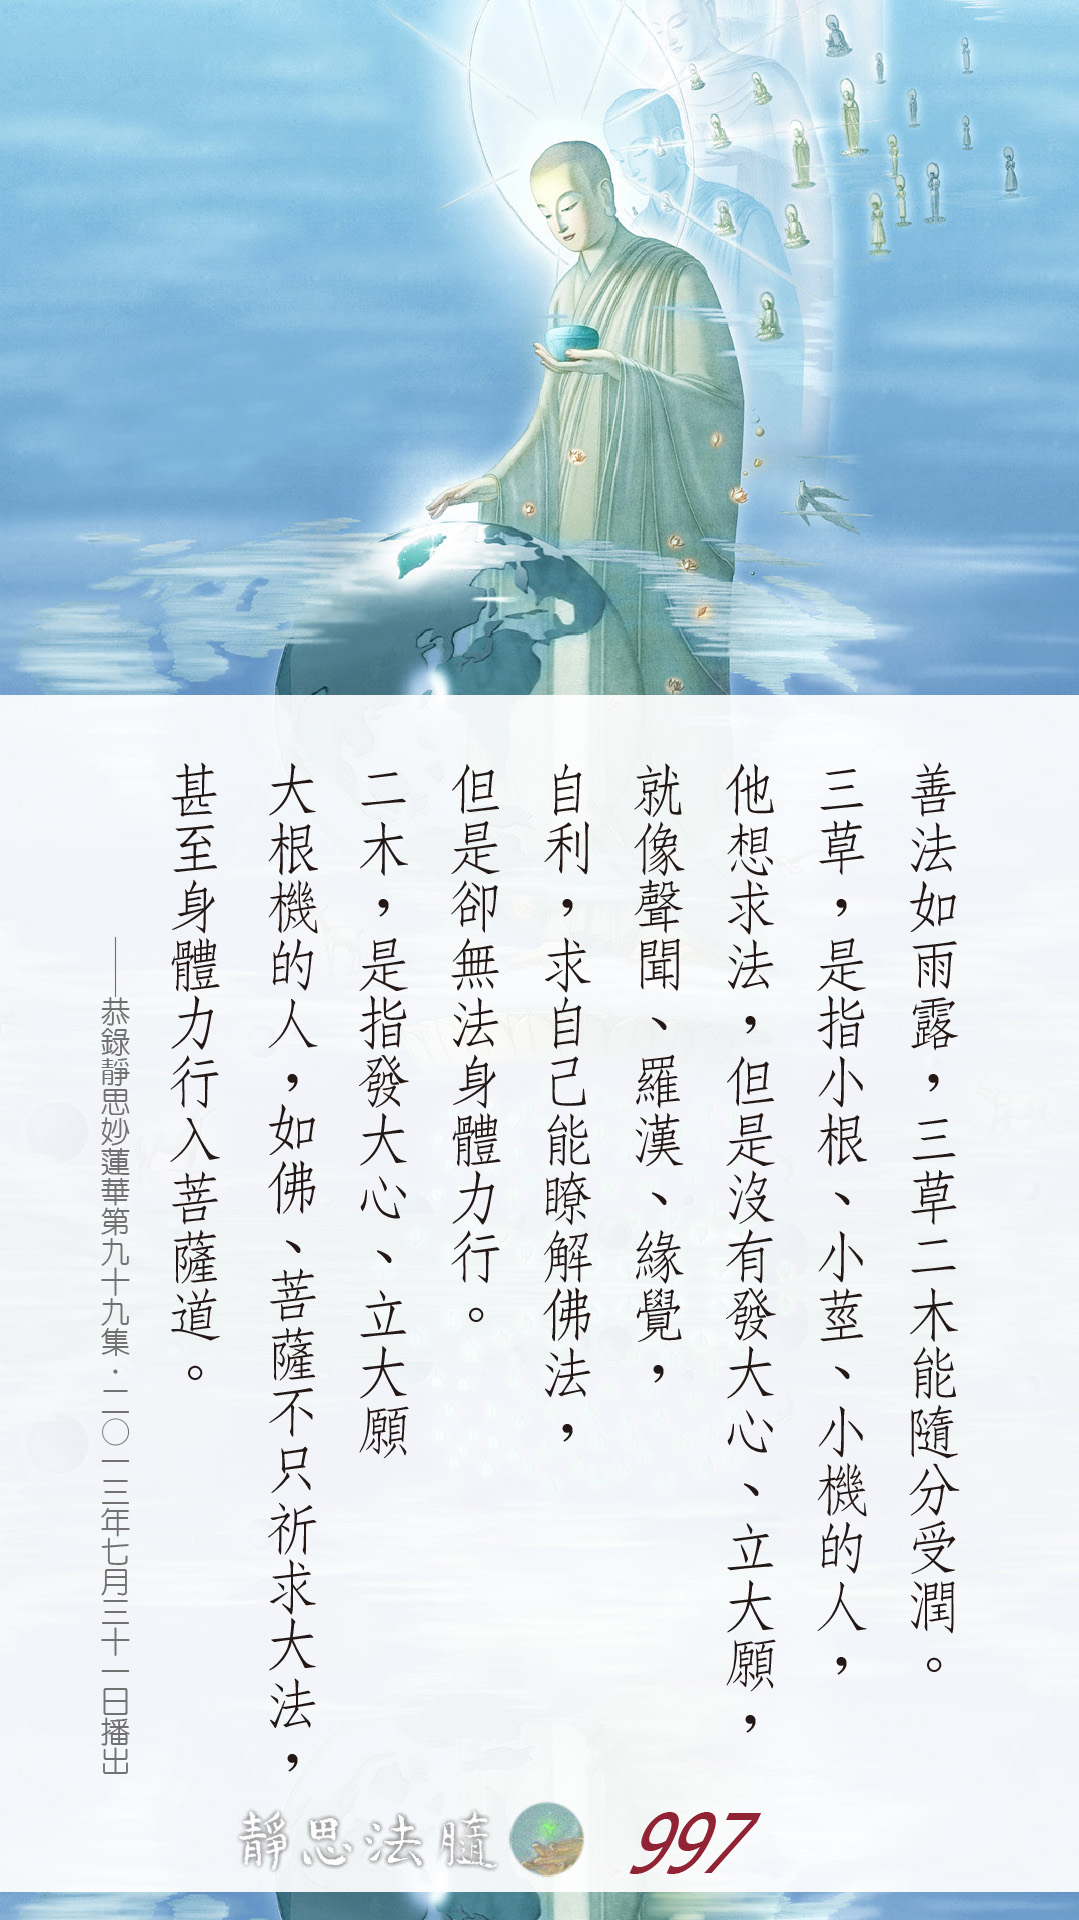 善法如雨露，三草二木能隨分受潤。
三草，是指小根、小莖、小機的人，
他想求法，但是沒有發大心、立大願，
就像聲聞、羅漢、緣覺，
自利，求自己能瞭解佛法，
但是卻無法身體力行。
二木，是指發大心、立大願
大根機的人，如佛、菩薩不只祈求大法，
甚至身體力行入菩薩道。
——恭錄靜思妙蓮華第九十九集．二〇一三年七月三十一日播出
靜思法髓
997